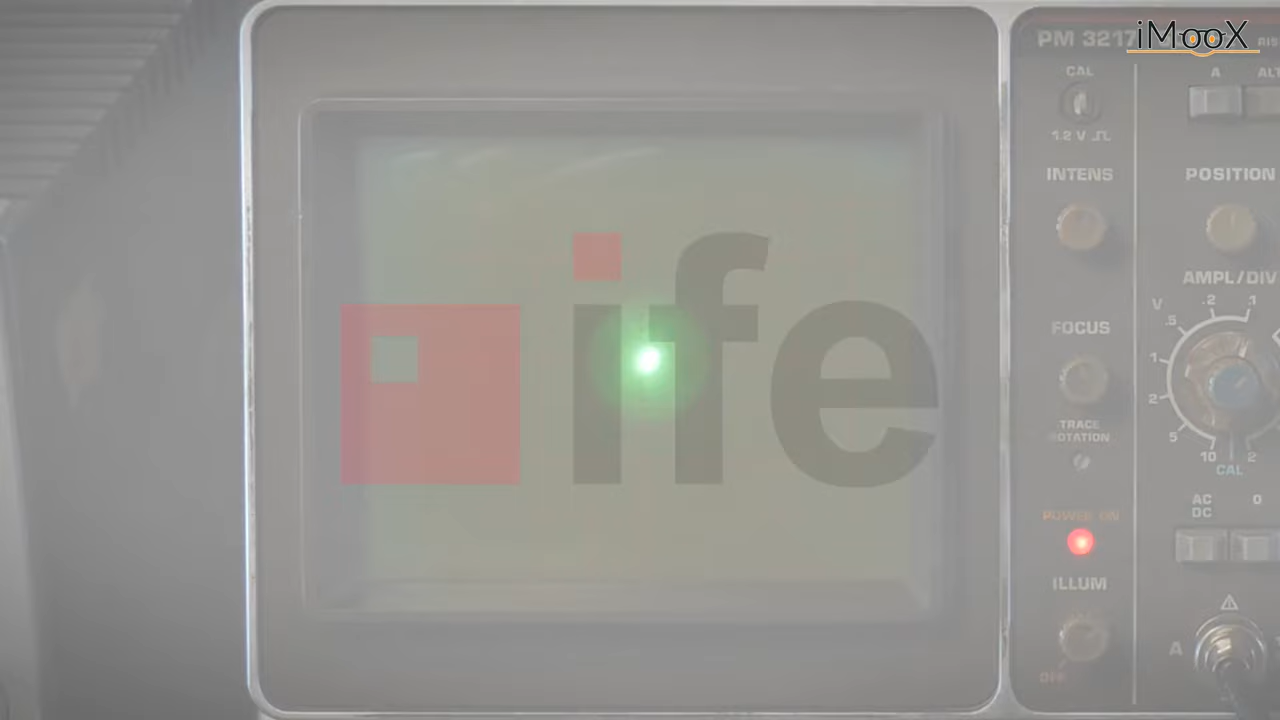 iMooX
PM 3217
CAL
A
ALT
1.2 V
INTENS
POSITION
AMPL/DIV
V
.5
.2
.1
1
2
5
10
2
CAL
FOCUS
TRACE
ROTATION
AC
DC
0
POWER ON
ILLUM
OFF
A
ife